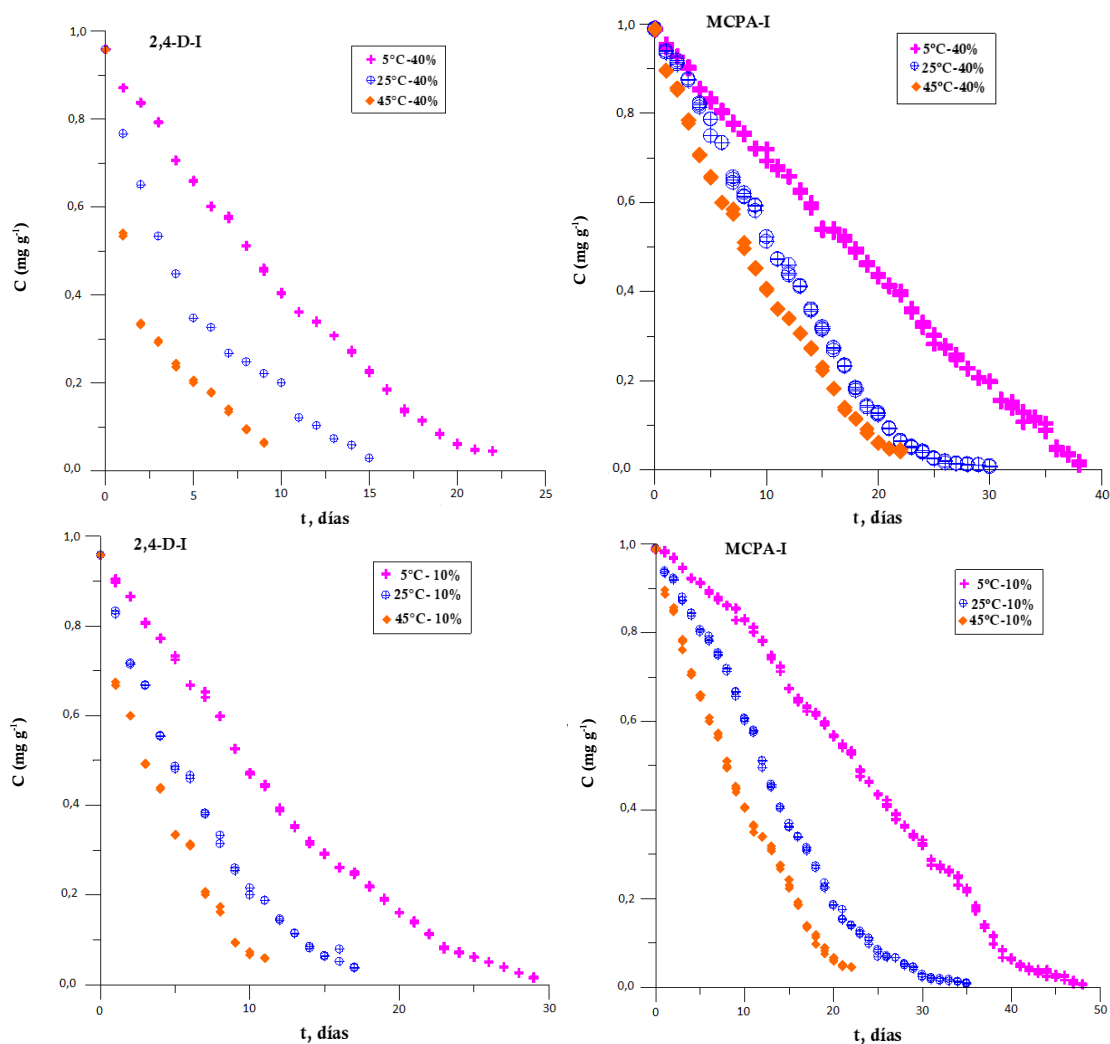 2,4-D-I
1,0
0,8
0,6
0,4
0,2
0,0
C (mg g-1)
5°C-40%
25°C-40%
45°C-40%
0
5
10
15
20
25
t, días
MCPA-I
1,0
0,8
0,6
0,4
0,2
0,0
C (mg g-1)
5°C-40%
25°C-40%
45°C-40%
0
10
20
30
40
t, días
2,4-D-I
1,0
0,8
0,6
0,4
0,2
0,0
C (mg g-1)
5°C - 10%
25°C - 10%
45°C - 10%
0
10
20
30
t, días
MCPA-I
1,0
0,8
0,6
0,4
0,2
0,0
C (mg g-1)
5°C-10%
25°C-10%
45°C-10%
0
10
20
30
40
50
t, días